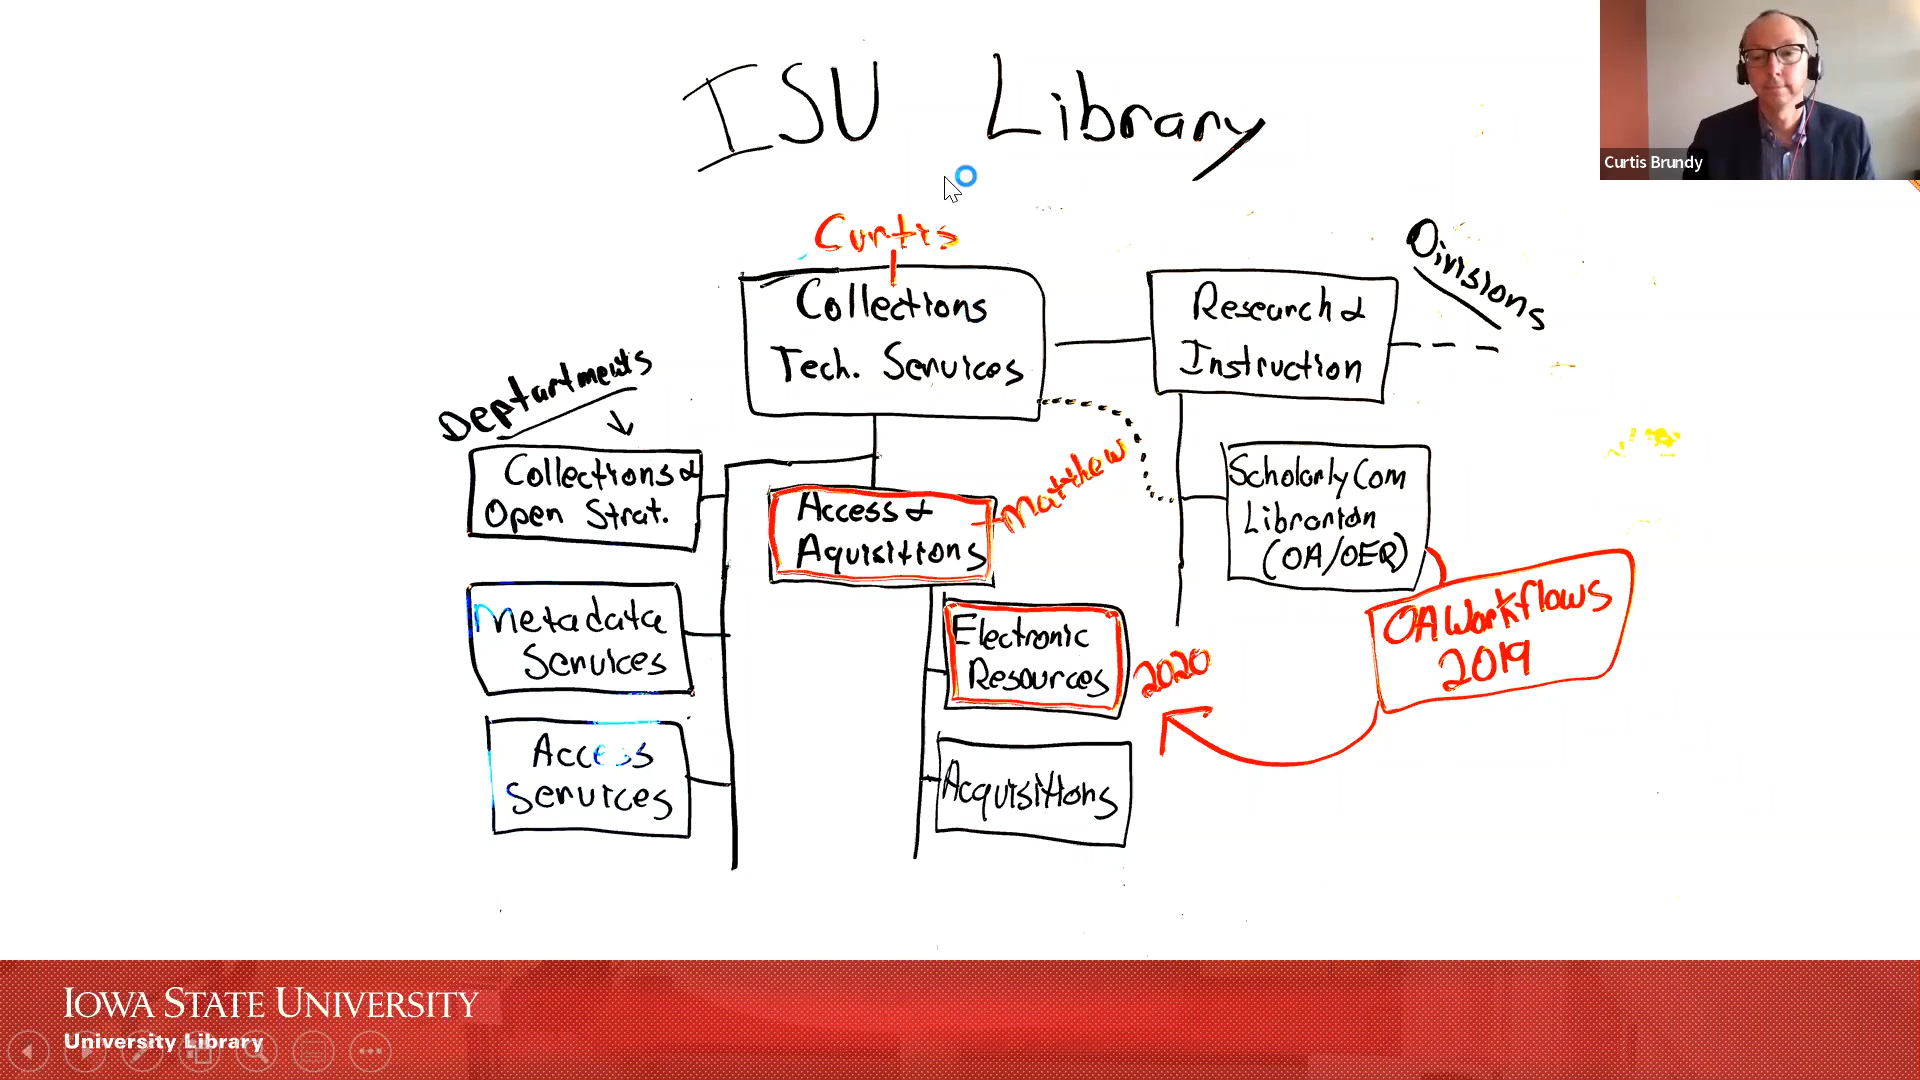 ISU Library
Curtis Brundy
Curtis
Divisions
Collections
Tech. Services
Research &
Instruction
Deptartments
Collections &
Open Strat.
Access &
Aquisitions
Matthew
Scholarly Com
Librarian
(OA/OER)
Metadata
Services
Electronic
Resources
2020
OA Workflows
2019
Access
Services
Acquisitions
IOWA STATE UNIVERSITY
University Library